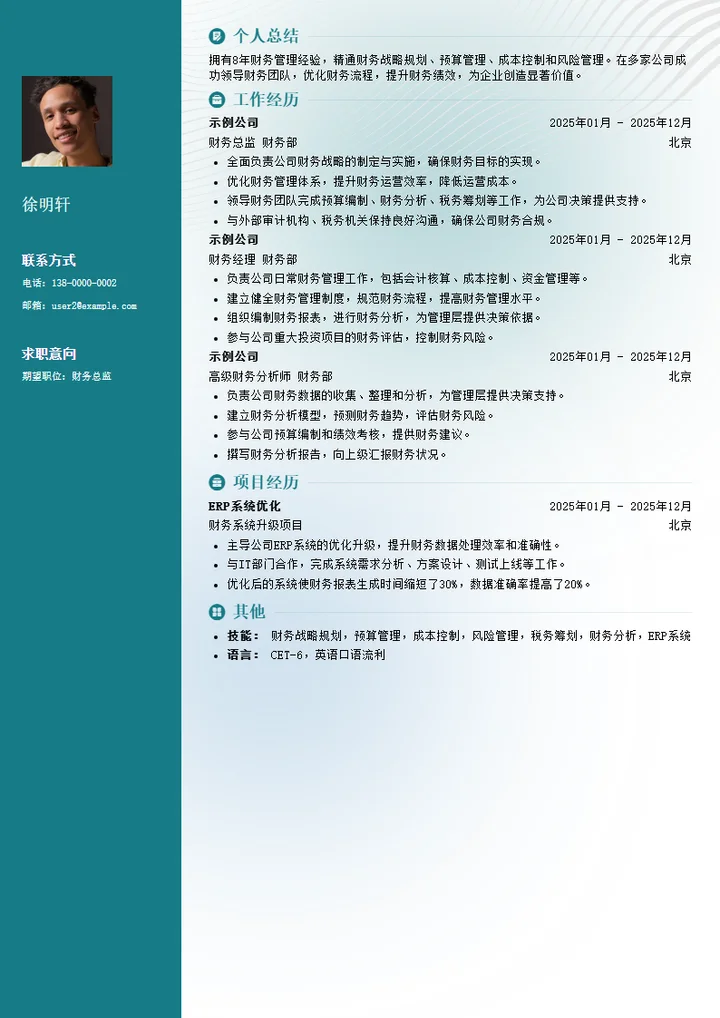 徐明轩
联系方式
电话：138-0000-0002
邮箱：user2@example.com
求职意向
期望职位：财务总监
个人总结
拥有8年财务管理经验，精通财务战略规划、预算管理、成本控制和风险管理。在多家公司成
功领导财务团队，优化财务流程，提升财务绩效，为企业创造显著价值。
工作经历
示例公司 2025年01月 - 2025年12月
财务总监 财务部 北京
• 全面负责公司财务战略的制定与实施，确保财务目标的实现。
• 优化财务管理体系，提升财务运营效率，降低运营成本。
• 领导财务团队完成预算编制、财务分析、税务筹划等工作，为公司决策提供支持。
• 与外部审计机构、税务机关保持良好沟通，确保公司财务合规。
示例公司 2025年01月 - 2025年12月
财务经理 财务部 北京
• 负责公司日常财务管理工作，包括会计核算、成本控制、资金管理等。
• 建立健全财务管理制度，规范财务流程，提高财务管理水平。
• 组织编制财务报表，进行财务分析，为管理层提供决策依据。
• 参与公司重大投资项目的财务评估，控制财务风险。
示例公司 2025年01月 - 2025年12月
高级财务分析师 财务部 北京
• 负责公司财务数据的收集、整理和分析，为管理层提供决策支持。
• 建立财务分析模型，预测财务趋势，评估财务风险。
• 参与公司预算编制和绩效考核，提供财务建议。
• 撰写财务分析报告，向上级汇报财务状况。
项目经历
ERP系统优化 2025年01月 - 2025年12月
财务系统升级项目 北京
• 主导公司ERP系统的优化升级，提升财务数据处理效率和准确性。
• 与IT部门合作，完成系统需求分析、方案设计、测试上线等工作。
• 优化后的系统使财务报表生成时间缩短了30%，数据准确率提高了20%。
其他
• 技能： 财务战略规划，预算管理，成本控制，风险管理，税务筹划，财务分析，ERP系统
• 语言： CET-6，英语口语流利